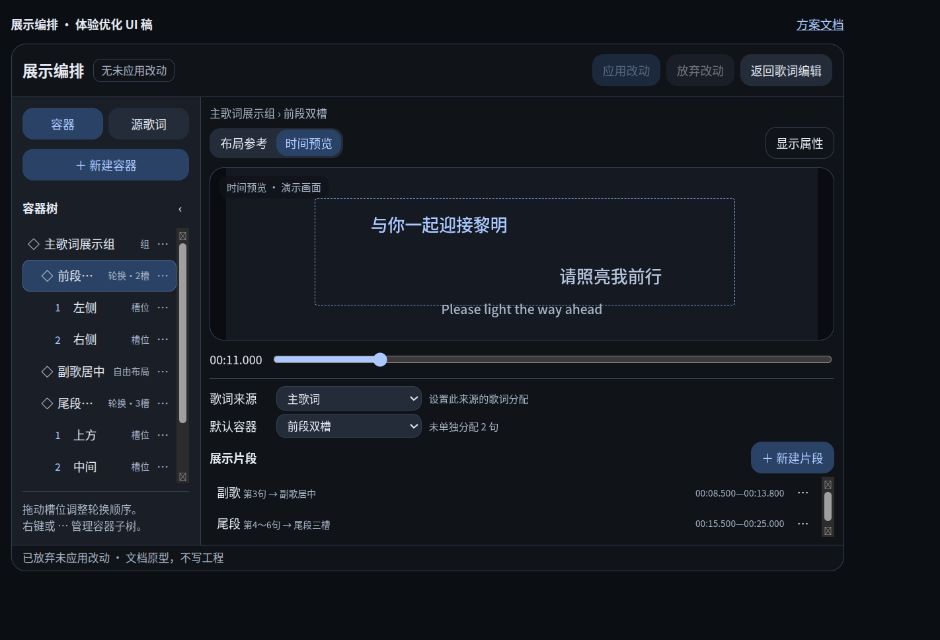 展示编排 · 体验优化 UI 稿
方案文档
展示编排 无未应用改动
应用改动 放弃改动 返回歌词编辑
容器 源歌词
＋ 新建容器
容器树 ‹
◇ 主歌词展示组 组 ···
◇ 前段… 轮换 · 2槽 ···
1 左侧 槽位 ···
2 右侧 槽位 ···
◇ 副歌居中 自由布局 ···
◇ 尾段… 轮换 · 3槽 ···
1 上方 槽位 ···
2 中间 槽位 ···
拖动槽位调整轮换顺序。
右键或 ··· 管理容器子树。
主歌词展示组 › 前段双槽
布局参考 时间预览 显示属性
时间预览 · 演示画面
与你一起迎接黎明
请照亮我前行
Please light the way ahead
00:11.000
歌词来源 主歌词 设置此来源的歌词分配
默认容器 前段双槽 未单独分配 2 句
展示片段 ＋ 新建片段
副歌 第3句 → 副歌居中 00:08.500—00:13.800 ···
尾段 第4～6句 → 尾段三槽 00:15.500—00:25.000 ···
已放弃未应用改动 · 文档原型，不写工程